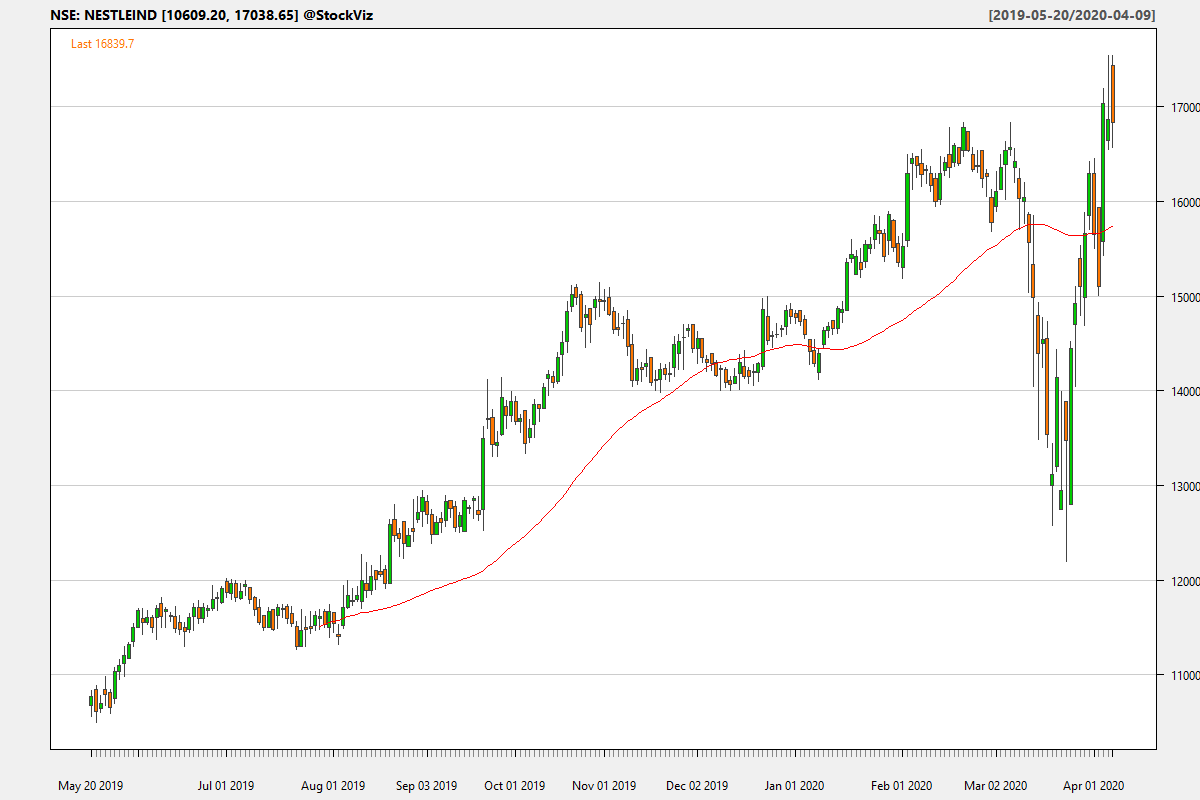 NSE: NESTLEIND [10609.20, 17038.65] @StockViz [2019-05-20/2020-04-09]
Last 16839.7
17000
16000
15000
14000
13000
12000
11000
May 20 2019 Jul 01 2019 Aug 01 2019 Sep 03 2019 Oct 01 2019 Nov 01 2019 Dec 02 2019 Jan 01 2020 Feb 01 2020 Mar 02 2020 Apr 01 2020